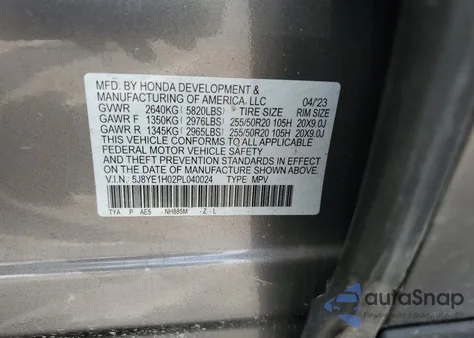 MFD. BY HONDA DEVELOPMENT &
MANUFACTURING OF AMERICA, LLC 04/23
GVWR 2640KG (5820LBS) TIRE SIZE RIM SIZE
GAWR F 1350KG (2976LBS) 255/50R20 105H 20X9.0J
GAWR R 1345KG (2965LBS) 255/50R20 105H 20X9.0J
THIS VEHICLE CONFORMS TO ALL APPLICABLE
FEDERAL MOTOR VEHICLE SAFETY, BUMPER, AND
THEFT PREVENTION STANDARDS IN EFFECT ON
THE DATE OF MANUFACTURE SHOWN ABOVE.
V.I.N.: 5J8YE1H02PL040024 TYPE: MPV
TYA P AE5 -NH885M -Z -L
autoSnap